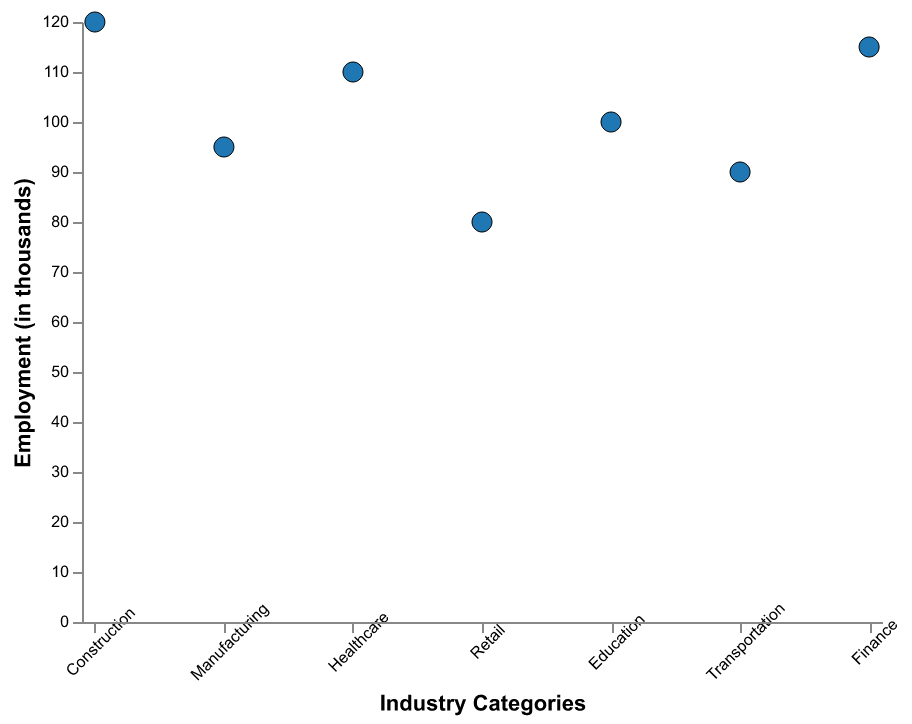 120
110
100
90
80
70
60
50
40
30
20
10
0
Employment (in thousands)
Construction
Manufacturing
Healthcare
Retail
Education
Transportation
Finance
Industry Categories